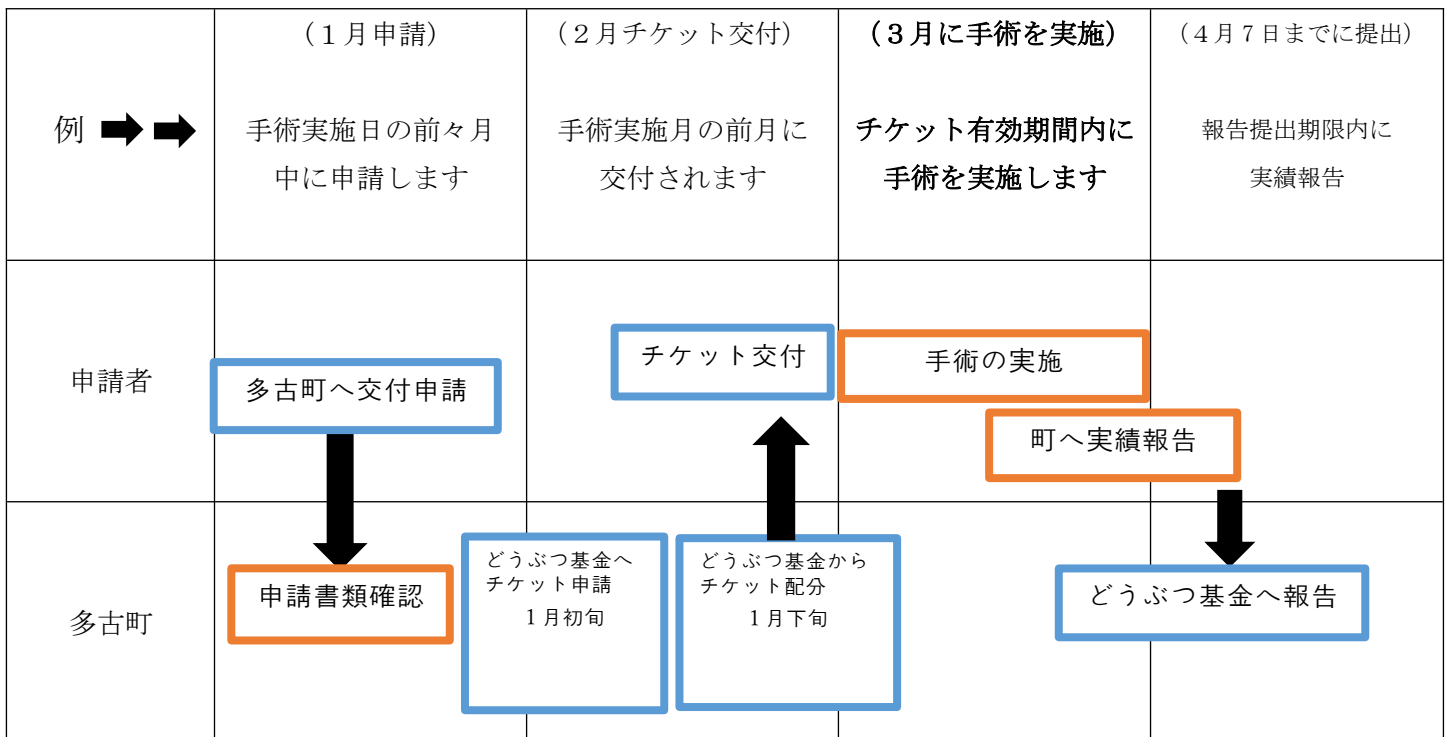 例
（１月申請）
手術実施日の前々月
中に申請します
（２月チケット交付）
手術実施月の前月に
交付されます
（３月に手術を実施）
チケット有効期間内に
手術を実施します
（４月７日までに提出）
報告提出期限内に
実績報告
申請者
多古町へ交付申請
チケット交付
手術の実施
町へ実績報告
多古町
申請書類確認
どうぶつ基金へ
チケット申請
１月初旬
どうぶつ基金から
チケット配分
１月下旬
どうぶつ基金へ報告